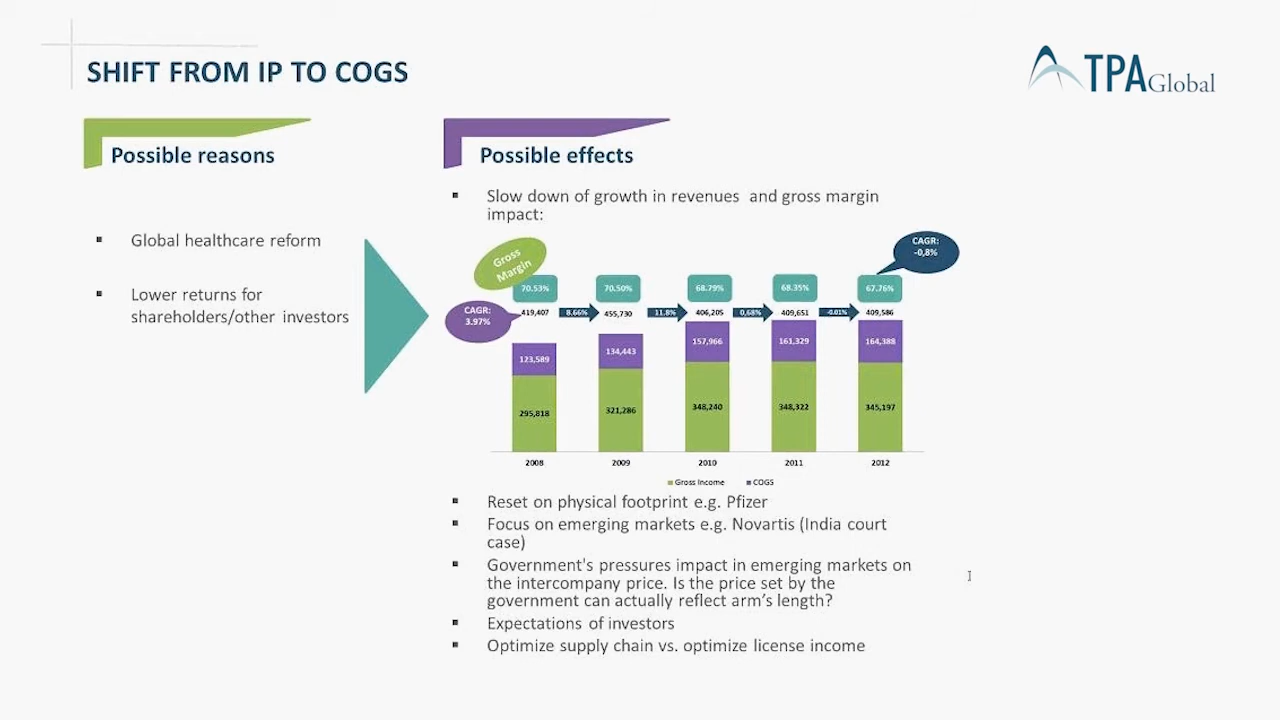 SHIFT FROM IP TO COGS
TPA Global
Possible reasons
Global healthcare reform
Lower returns for
shareholders/other investors
Possible effects
Slow down of growth in revenues and gross margin
impact:
Gross
Margin
CAGR:
-0,8%
70.53%
70.50%
68.79%
68.35%
67.76%
CAGR:
3.97%
419,407
8.66%
455,730
11.8%
406,205
0,68%
409,651
-0.01%
409,586
123,589
134,443
157,966
161,329
164,388
295,818
321,286
348,240
348,322
345,197
2008
2009
2010
2011
2012
Gross Income
COGS
Reset on physical footprint e.g. Pfizer
Focus on emerging markets e.g. Novartis (India court
case)
Government's pressures impact in emerging markets on
the intercompany price. Is the price set by the
government can actually reflect arm's length?
Expectations of investors
Optimize supply chain vs. optimize license income